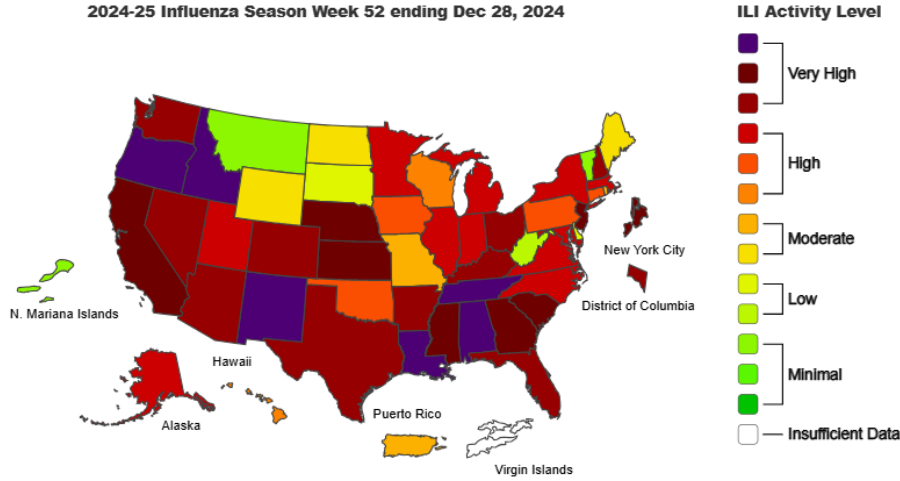 2024-25 Influenza Season Week 52 ending Dec 28, 2024
ILI Activity Level
Very High
High
Moderate
Low
Minimal
Insufficient Data
New York City
District of Columbia
N. Mariana Islands
Hawaii
Alaska
Puerto Rico
Virgin Islands